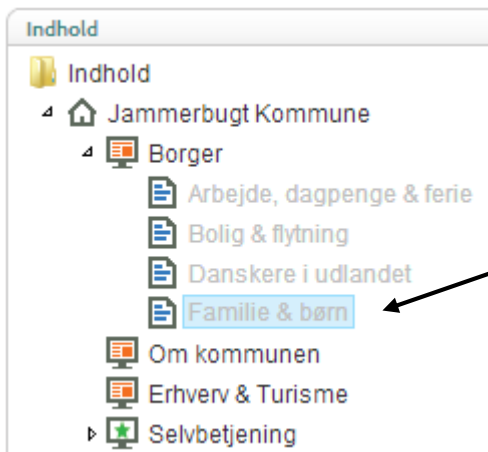 Indhold
Indhold
Jammerbugt Kommune
Borger
Arbejde, dagpenge & ferie
Bolig & flytning
Danskere i udlandet
Familie & børn
Om kommunen
Erhverv & Turisme
Selvbetjening